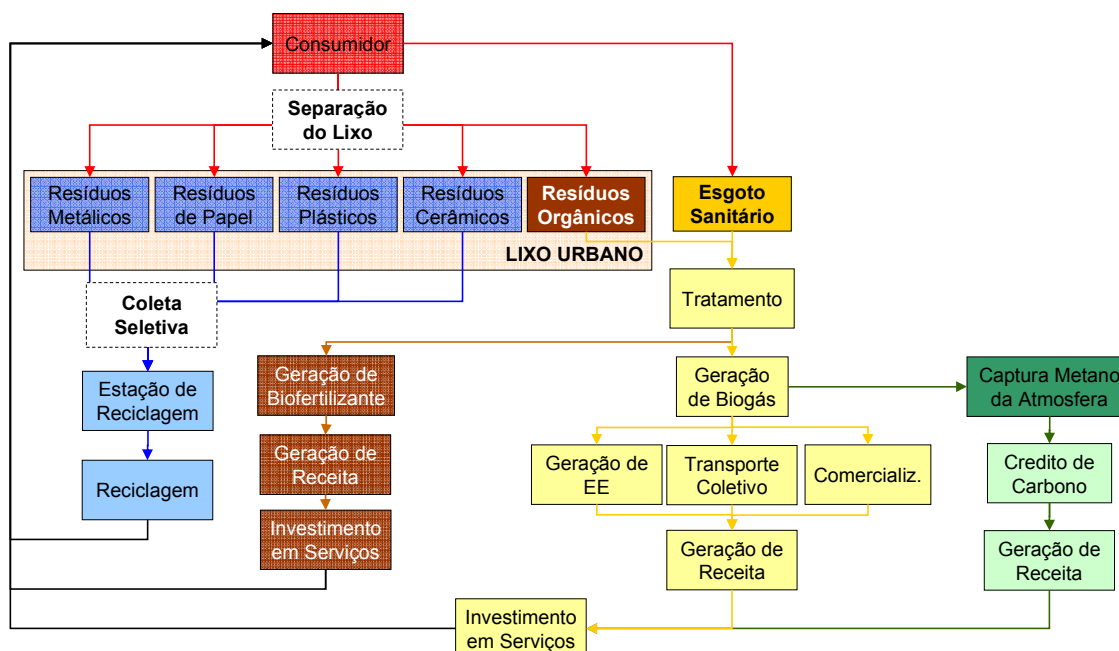 Consumidor
Separação
do Lixo
Resíduos
Metálicos
Resíduos
de Papel
Resíduos
Plásticos
Resíduos
Cerâmicos
Resíduos
Orgânicos
Esgoto
Sanitário
LIXO URBANO
Coleta
Seletiva
Tratamento
Estação de
Reciclagem
Geração de
Biofertilizante
Geração
de Biogás
Captura Metano
da Atmosfera
Reciclagem
Geração de
Receita
Geração de
EE
Transporte
Coletivo
Comercializ.
Credito de
Carbono
Investimento
em Serviços
Geração de
Receita
Geração de
Receita
Investimento
em Serviços